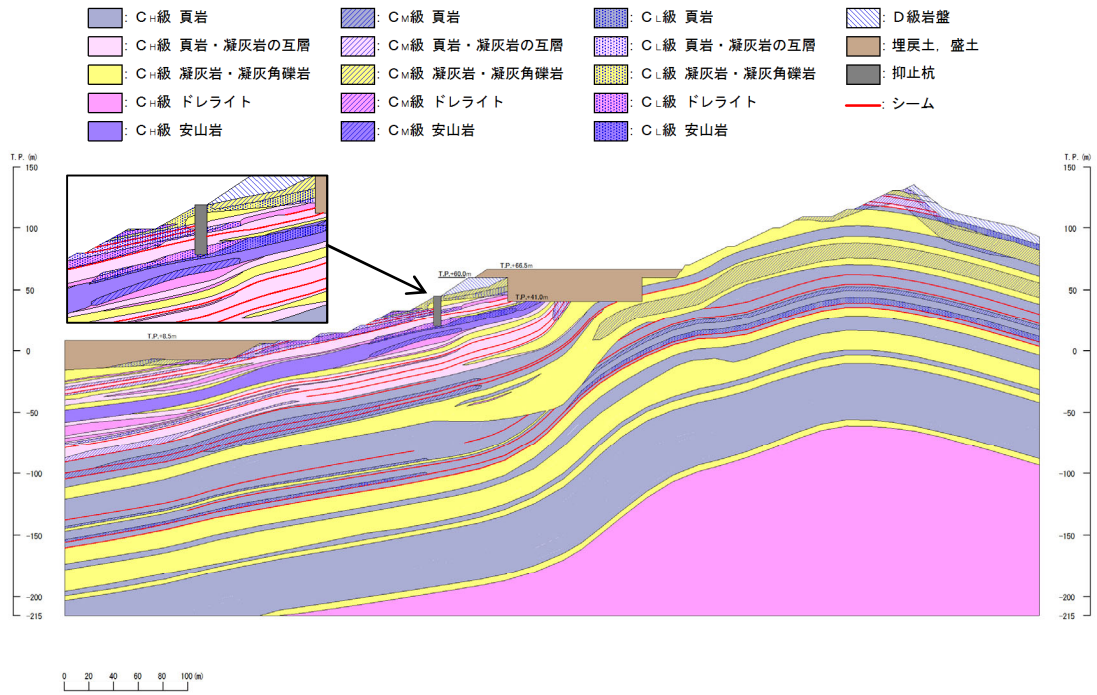 : CH級 頁岩 : CM級 頁岩 : CL級 頁岩 : D級岩盤
: CH級 頁岩・凝灰岩の互層 : CM級 頁岩・凝灰岩の互層 : CL級 頁岩・凝灰岩の互層 : 埋戻土，盛土
: CH級 凝灰岩・凝灰角礫岩 : CM級 凝灰岩・凝灰角礫岩 : CL級 凝灰岩・凝灰角礫岩 : 抑止杭
: CH級 ドレライト : CM級 ドレライト : CL級 ドレライト : シーム
: CH級 安山岩 : CM級 安山岩 : CL級 安山岩
T.P. (m) T.P. (m)
150 150
100 100
T.P.+66.5m
T.P.+60.0m
50 T.P.+41.0m 50
T.P.+8.5m
0 0
-50 -50
-100 -100
-150 -150
-200 -200
-215 -215
0 20 40 60 80 100 (m)